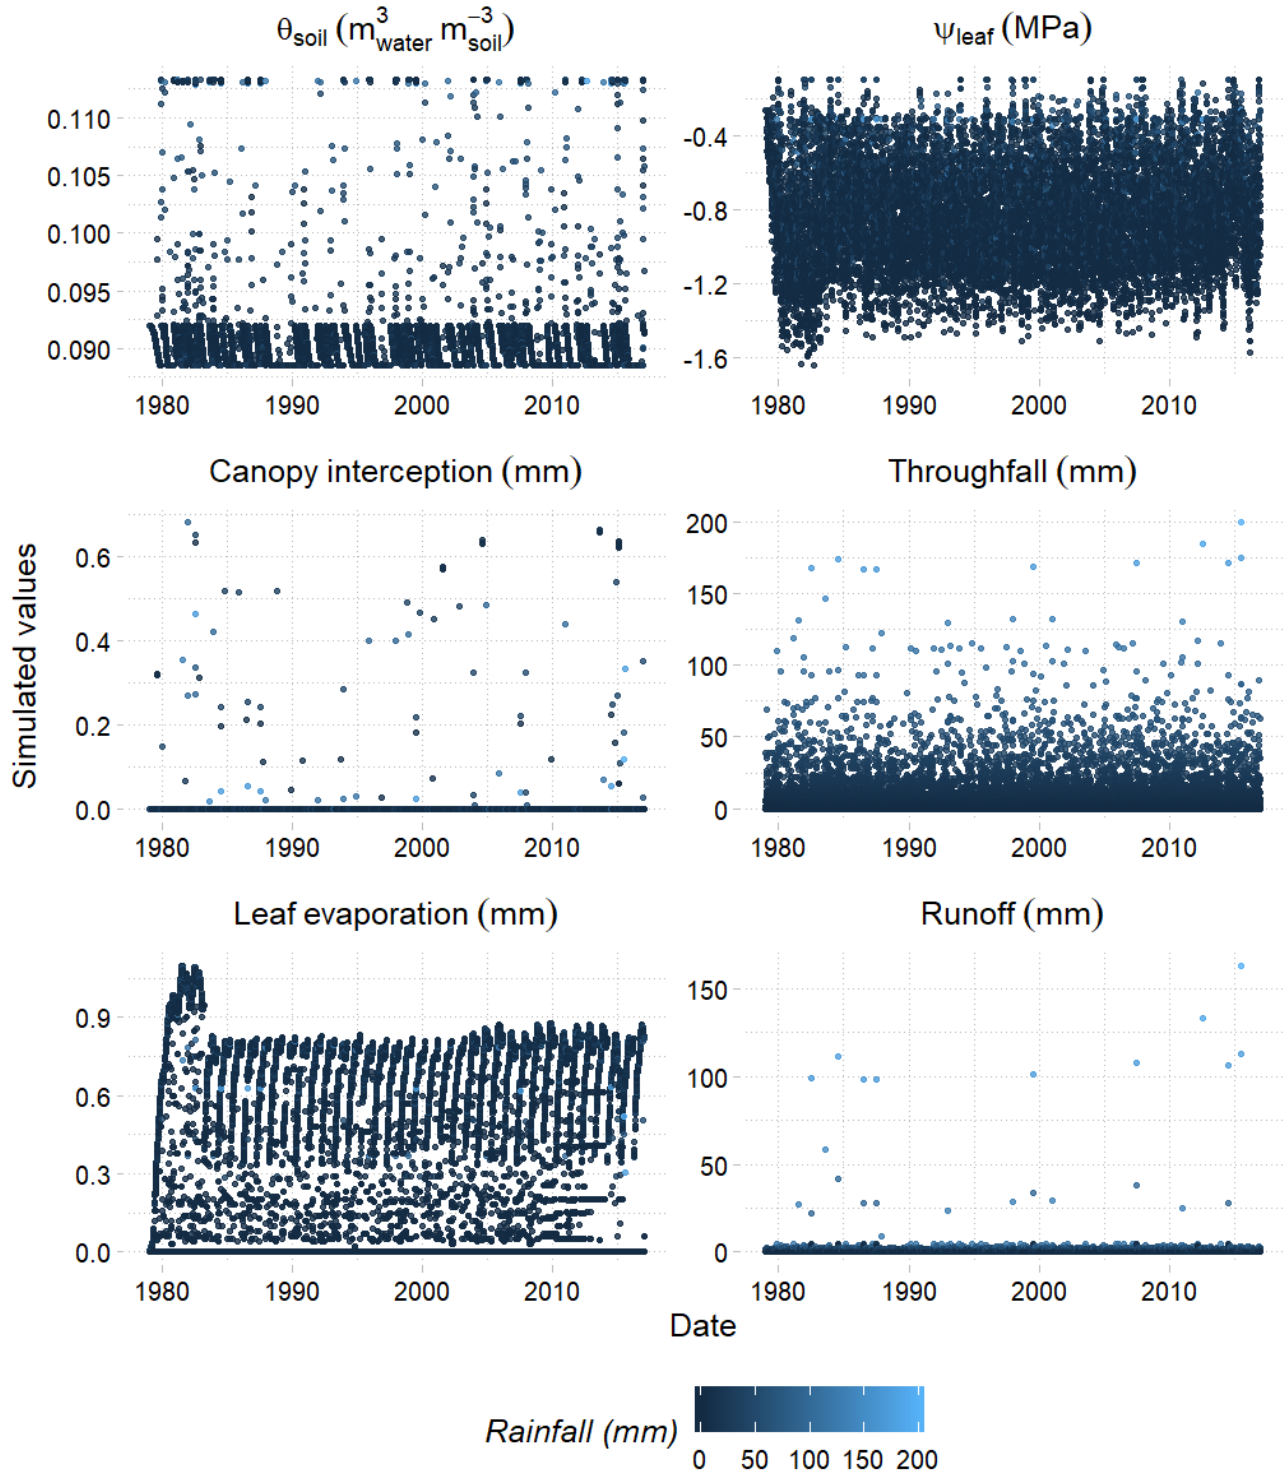 θsoil (m³water m⁻³soil)
0.110
0.105
0.100
0.095
0.090
1980 1990 2000 2010
ψleaf (MPa)
-0.4
-0.8
-1.2
-1.6
1980 1990 2000 2010
Simulated values
Canopy interception (mm)
0.6
0.4
0.2
0.0
1980 1990 2000 2010
Throughfall (mm)
200
150
100
50
0
1980 1990 2000 2010
Leaf evaporation (mm)
0.9
0.6
0.3
0.0
1980 1990 2000 2010
Runoff (mm)
150
100
50
0
1980 1990 2000 2010
Date
Rainfall (mm)
0 50 100 150 200